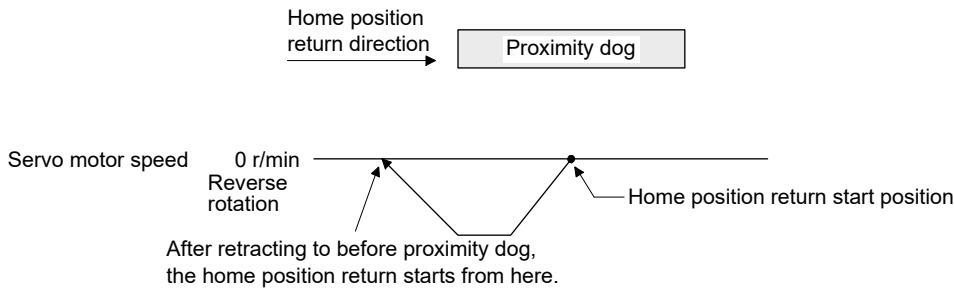 Home position
return direction
Proximity dog
Servo motor speed 0 r/min
Reverse
rotation
Home position return start position
After retracting to before proximity dog,
the home position return starts from here.